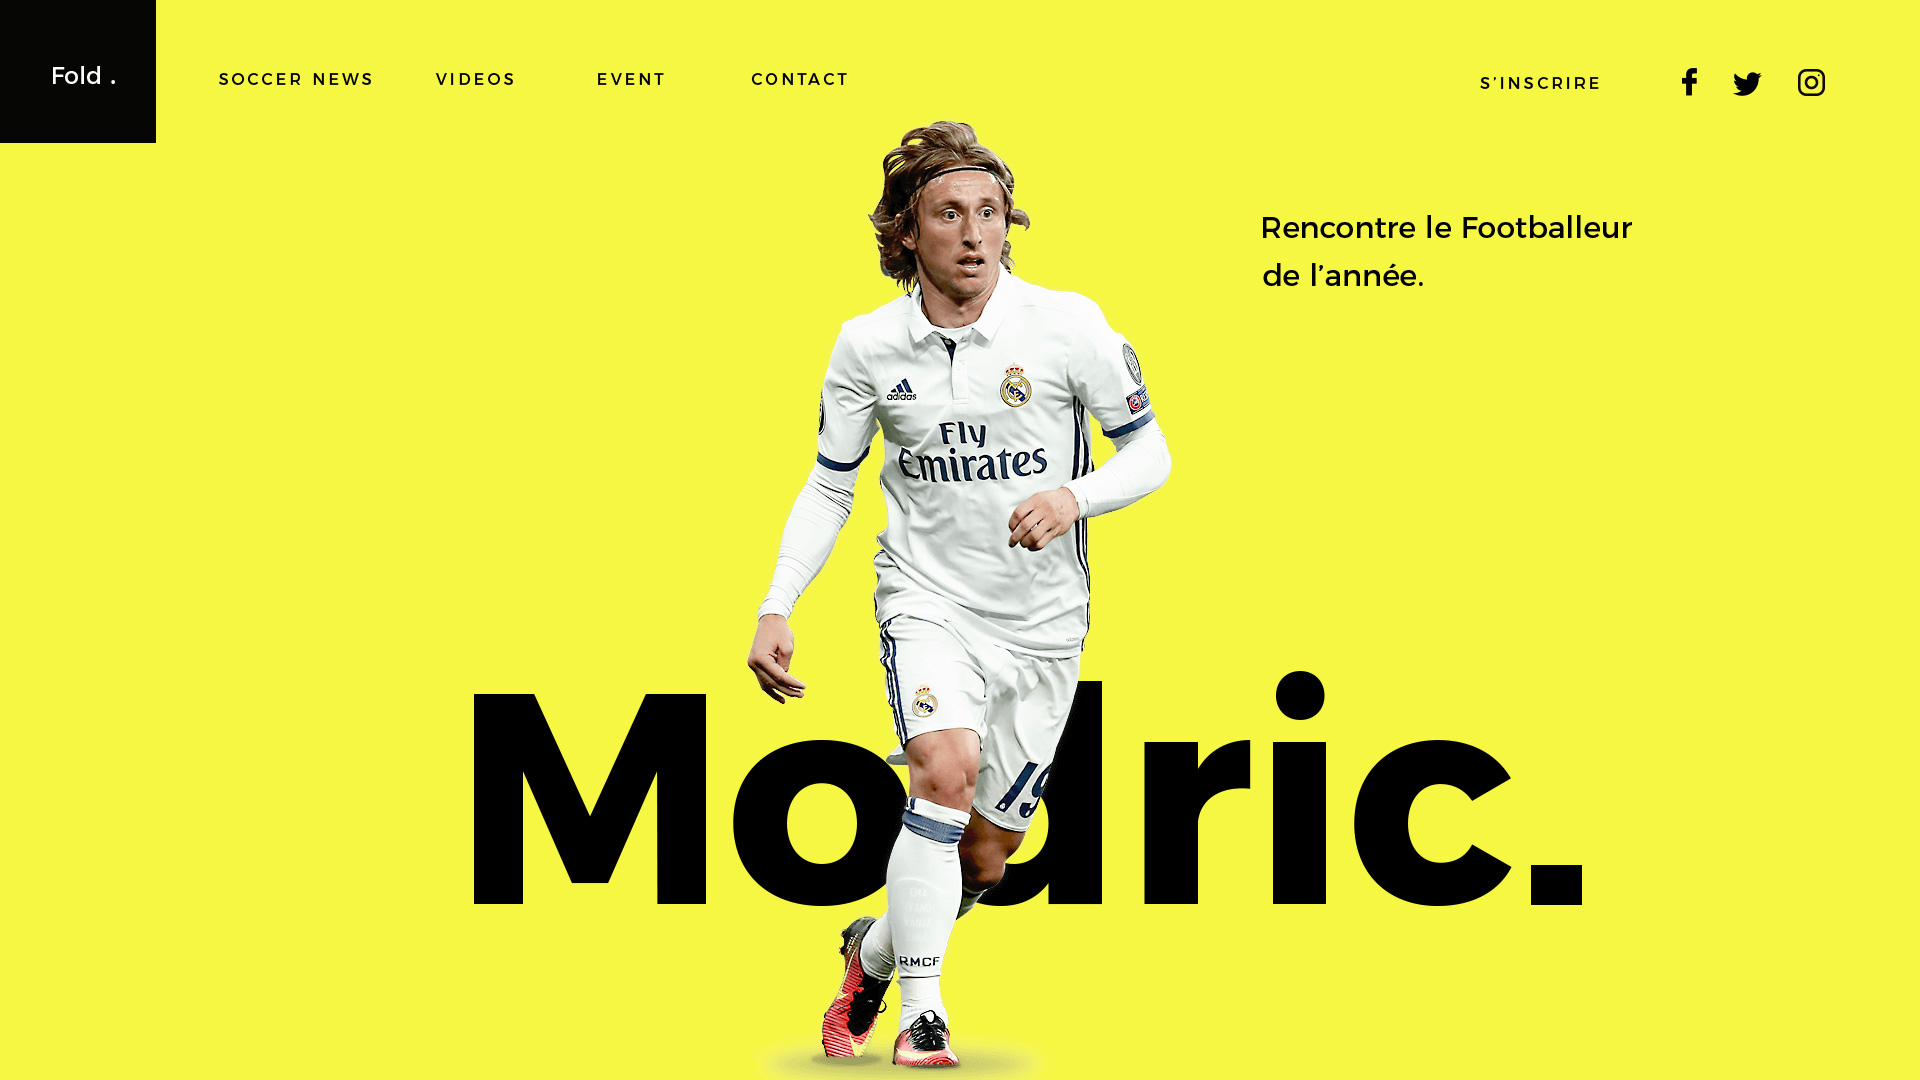 Fold .
SOCCER NEWS
VIDEOS
EVENT
CONTACT
S’INSCRIRE
Rencontre le Footballeur
de l’année.
adidas
Fly
Emirates
Modric.
19
RMCF